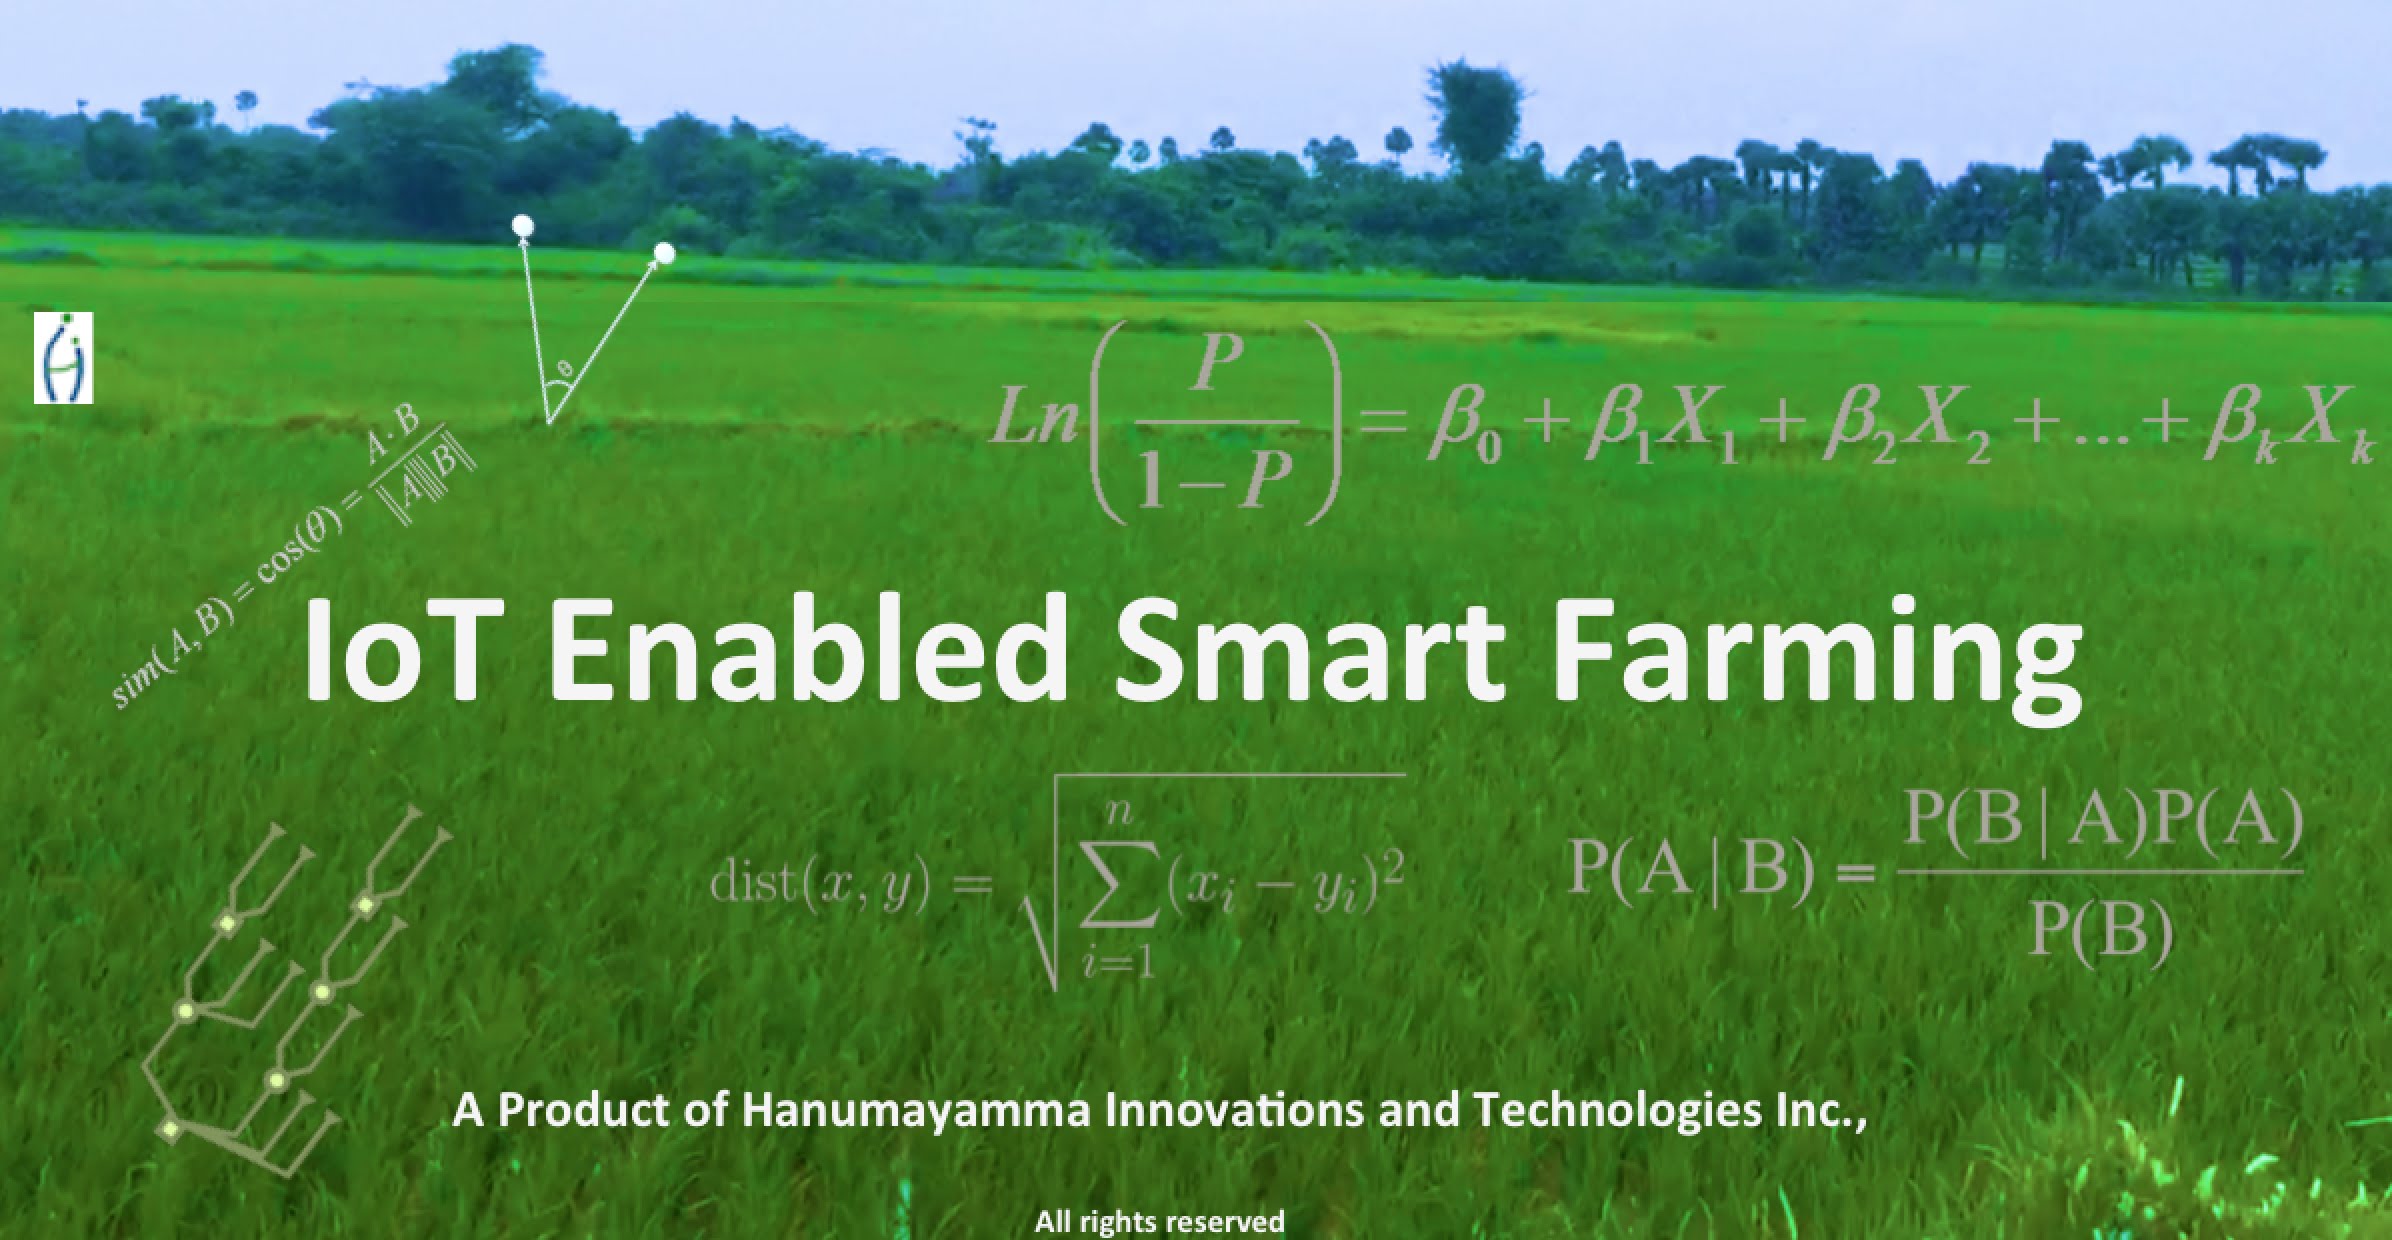 θ
Ln(P/(1−P)) = β₀ + β₁X₁ + β₂X₂ + ... + βₖXₖ
sim(A, B) = cos(θ) = A · B / ‖A‖‖B‖
IoT Enabled Smart Farming
dist(x, y) = √(∑ⁿᵢ₌₁ (xᵢ − yᵢ)²)
P(A | B) = P(B | A)P(A) / P(B)
A Product of Hanumayamma Innovations and Technologies Inc.,
All rights reserved